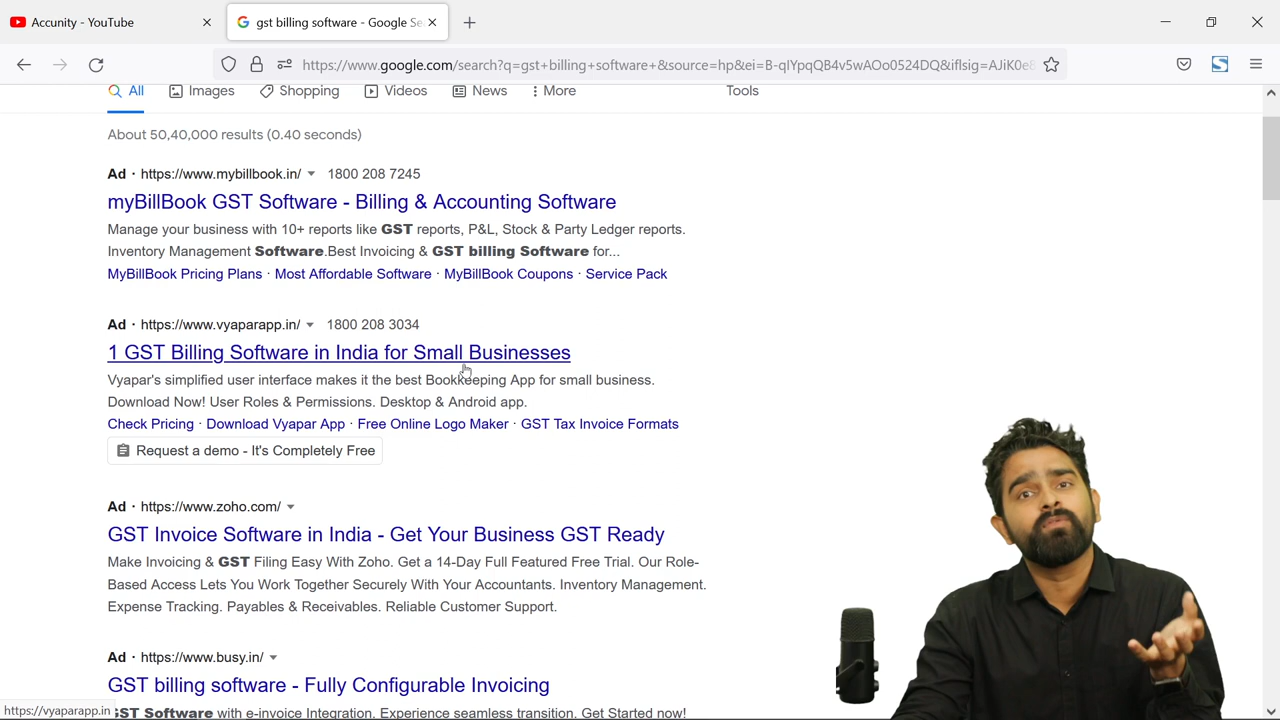 Accunity - YouTube
gst billing software - Google Se
https://www.google.com/search?q=gst+billing+software+&source=hp&ei=B-qIYpqQB4v5wAOo0524DQ&iflsig=AJiK0e8
All Images Shopping Videos News More Tools
About 50,40,000 results (0.40 seconds)
Ad · https://www.mybillbook.in/ 1800 208 7245
myBillBook GST Software - Billing & Accounting Software
Manage your business with 10+ reports like GST reports, P&L, Stock & Party Ledger reports.
Inventory Management Software.Best Invoicing & GST billing Software for...
MyBillBook Pricing Plans · Most Affordable Software · MyBillBook Coupons · Service Pack
Ad · https://www.vyaparapp.in/ 1800 208 3034
1 GST Billing Software in India for Small Businesses
Vyapar's simplified user interface makes it the best Bookkeeping App for small business.
Download Now! User Roles & Permissions. Desktop & Android app.
Check Pricing · Download Vyapar App · Free Online Logo Maker · GST Tax Invoice Formats
Request a demo - It's Completely Free
Ad · https://www.zoho.com/
GST Invoice Software in India - Get Your Business GST Ready
Make Invoicing & GST Filing Easy With Zoho. Get a 14-Day Full Featured Free Trial. Our Role-
Based Access Lets You Work Together Securely With Your Accountants. Inventory Management.
Expense Tracking. Payables & Receivables. Reliable Customer Support.
Ad · https://www.busy.in/
GST billing software - Fully Configurable Invoicing
https://vyaparapp.in
GST Software with e-invoice Integration. Experience seamless transition. Get Started now!